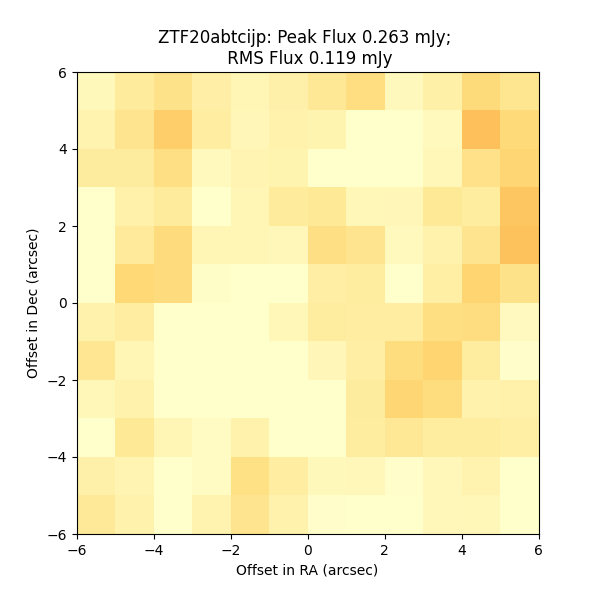 ZTF20abtcijp: Peak Flux 0.263 mJy;
RMS Flux 0.119 mJy
6
4
2
0
−2
−4
−6
Offset in Dec (arcsec)
−6 −4 −2 0 2 4 6
Offset in RA (arcsec)